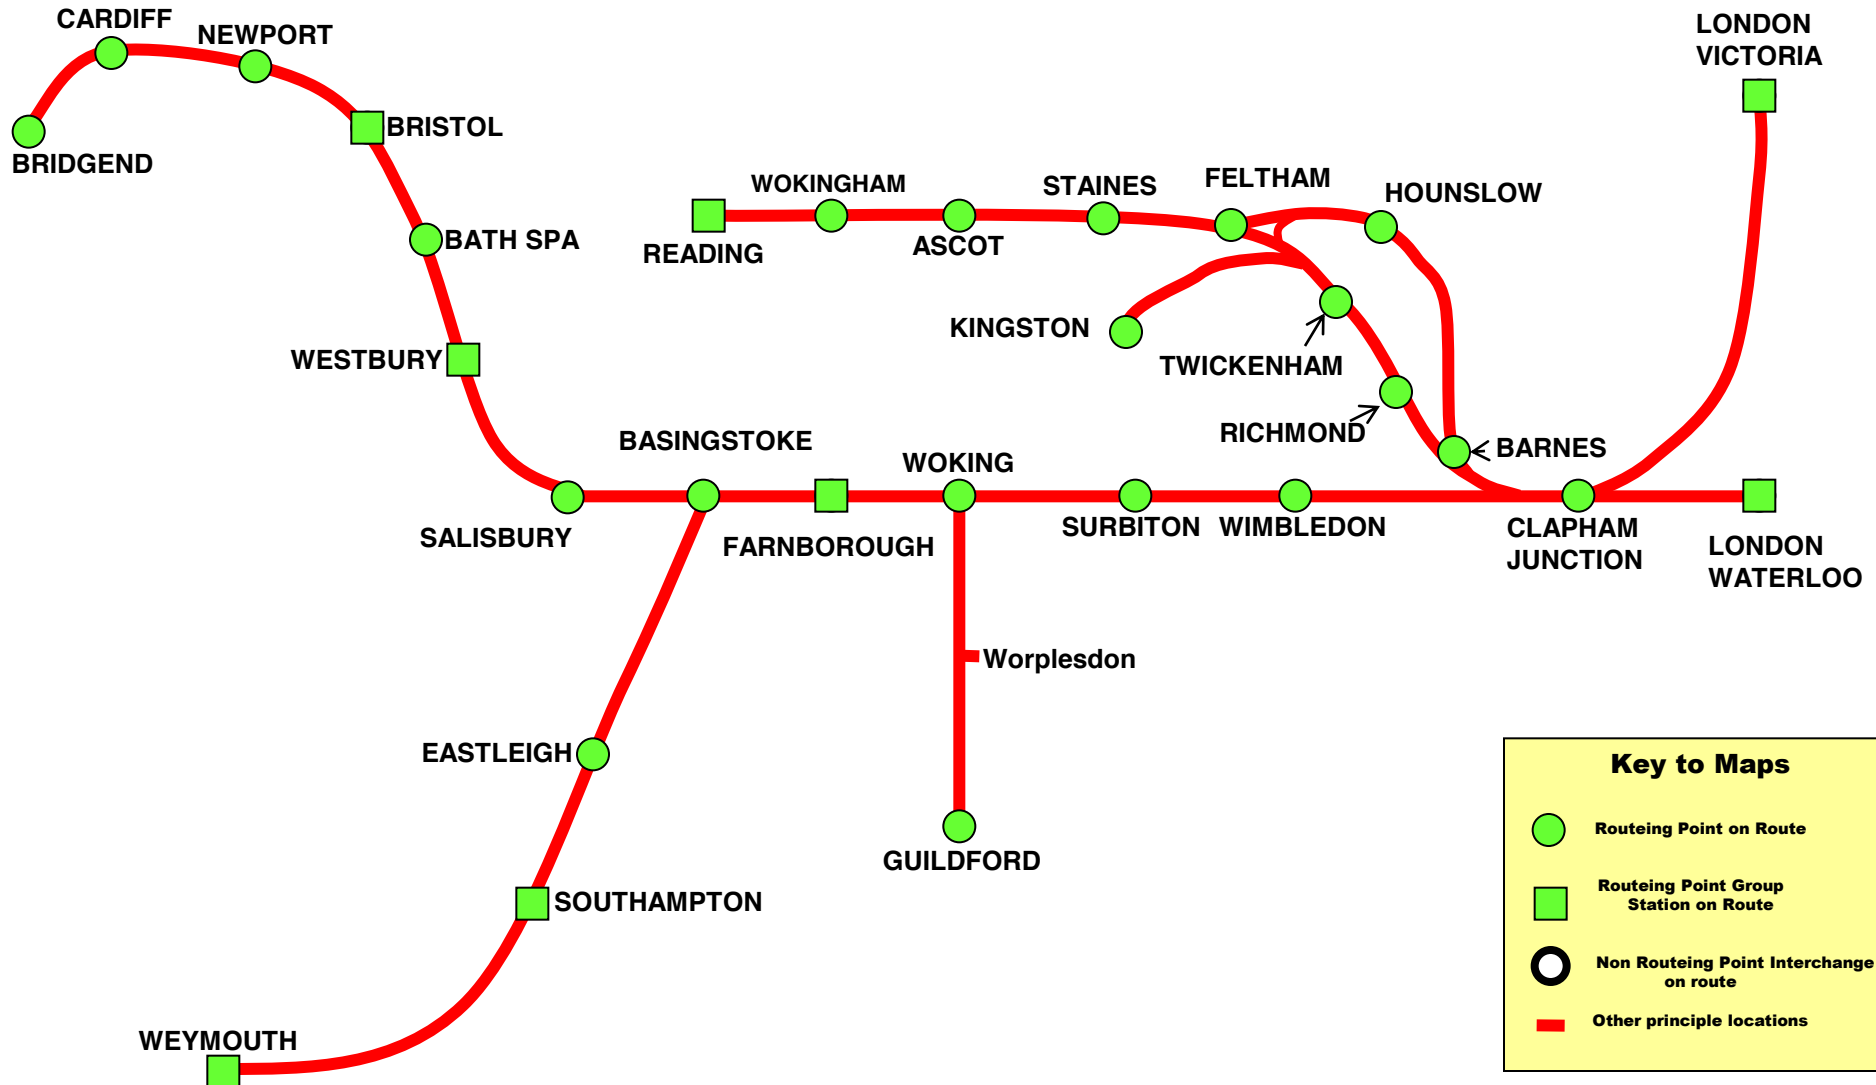 CARDIFF
NEWPORT
LONDON
VICTORIA
BRISTOL
BRIDGEND
WOKINGHAM
STAINES
FELTHAM
HOUNSLOW
BATH SPA
READING
ASCOT
KINGSTON
WESTBURY
TWICKENHAM
RICHMOND
BARNES
BASINGSTOKE
WOKING
SALISBURY
FARNBOROUGH
SURBITON
WIMBLEDON
CLAPHAM
JUNCTION
LONDON
WATERLOO
Worplesdon
EASTLEIGH
GUILDFORD
SOUTHAMPTON
WEYMOUTH
Key to Maps
Routeing Point on Route
Routeing Point Group
Station on Route
Non Routeing Point Interchange
on route
Other principle locations